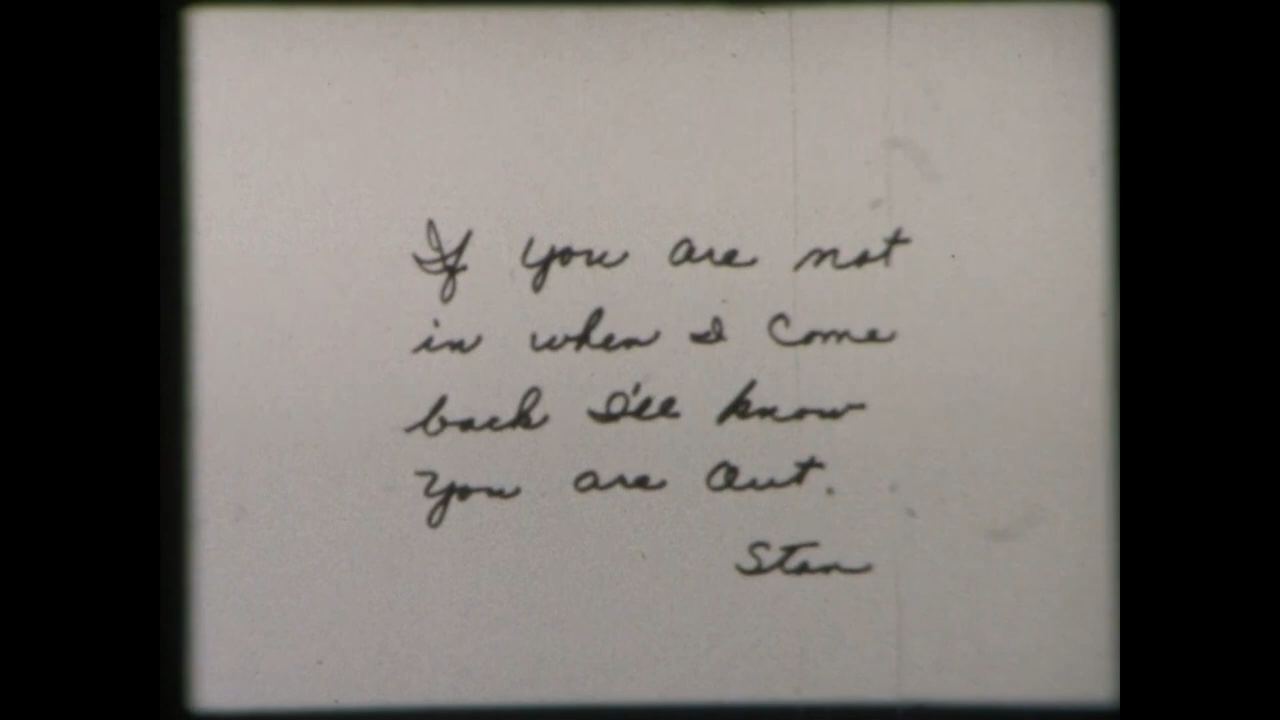 If you are not
in when I come
back I'll know
you are out.
Stan